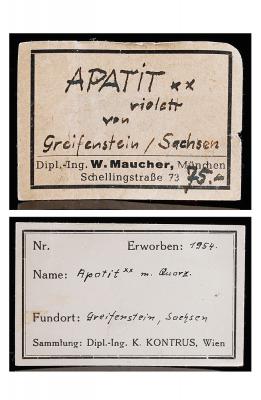 APATIT xx
violett
von
Greifenstein / Sachsen
Dipl.-Ing. W. Maucher, München
Schellingstraße 73 75.-
Nr. Erworben: 1954.
Name: Apatit xx m. Quarz.
Fundort: Greifenstein, Sachsen
Sammlung: Dipl.-Ing. K. KONTRUS, Wien